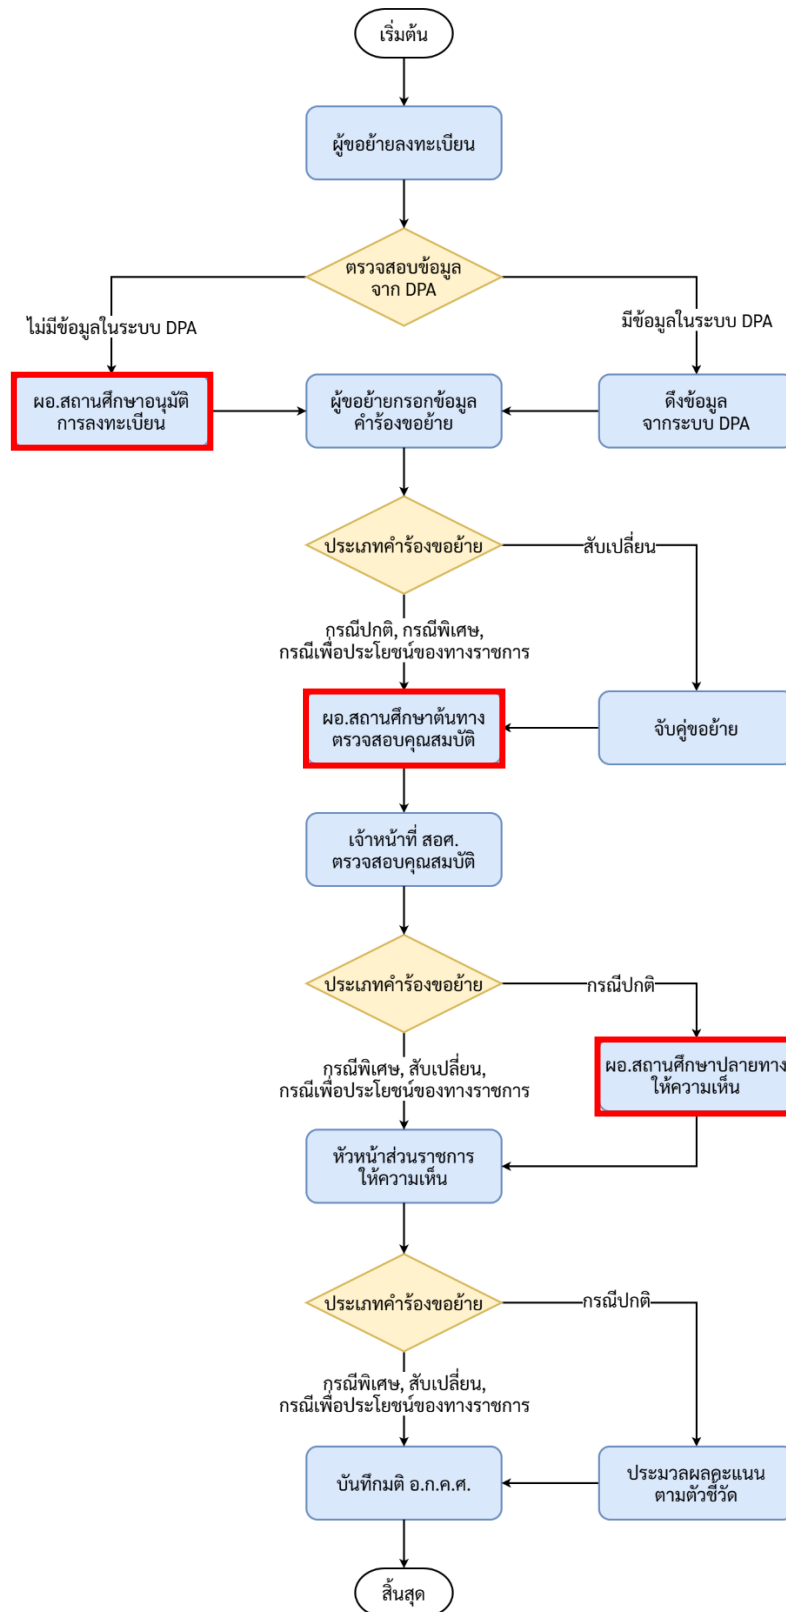 เริ่มต้น
ผู้ขอย้ายลงทะเบียน
ตรวจสอบข้อมูล
จาก DPA
ไม่มีข้อมูลในระบบ DPA
มีข้อมูลในระบบ DPA
ผอ.สถานศึกษาอนุมัติ
การลงทะเบียน
ผู้ขอย้ายกรอกข้อมูล
คำร้องขอย้าย
ดึงข้อมูล
จากระบบ DPA
ประเภทคำร้องขอย้าย
สับเปลี่ยน
กรณีปกติ, กรณีพิเศษ,
กรณีเพื่อประโยชน์ของทางราชการ
ผอ.สถานศึกษาต้นทาง
ตรวจสอบคุณสมบัติ
จับคู่ขอย้าย
เจ้าหน้าที่ สอศ.
ตรวจสอบคุณสมบัติ
ประเภทคำร้องขอย้าย
กรณีปกติ
กรณีพิเศษ, สับเปลี่ยน,
กรณีเพื่อประโยชน์ของทางราชการ
ผอ.สถานศึกษาปลายทาง
ให้ความเห็น
หัวหน้าส่วนราชการ
ให้ความเห็น
ประเภทคำร้องขอย้าย
กรณีปกติ
กรณีพิเศษ, สับเปลี่ยน,
กรณีเพื่อประโยชน์ของทางราชการ
บันทึกมติ อ.ก.ค.ศ.
ประมวลผลคะแนน
ตามตัวชี้วัด
สิ้นสุด